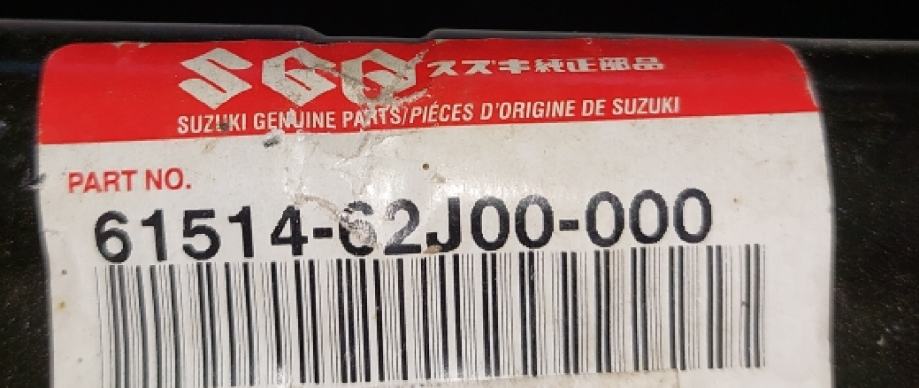 SGP スズキ純正部品
SUZUKI GENUINE PARTS/PIÉCES D'ORIGINE DE SUZUKI
PART NO.
61514-62J00-000